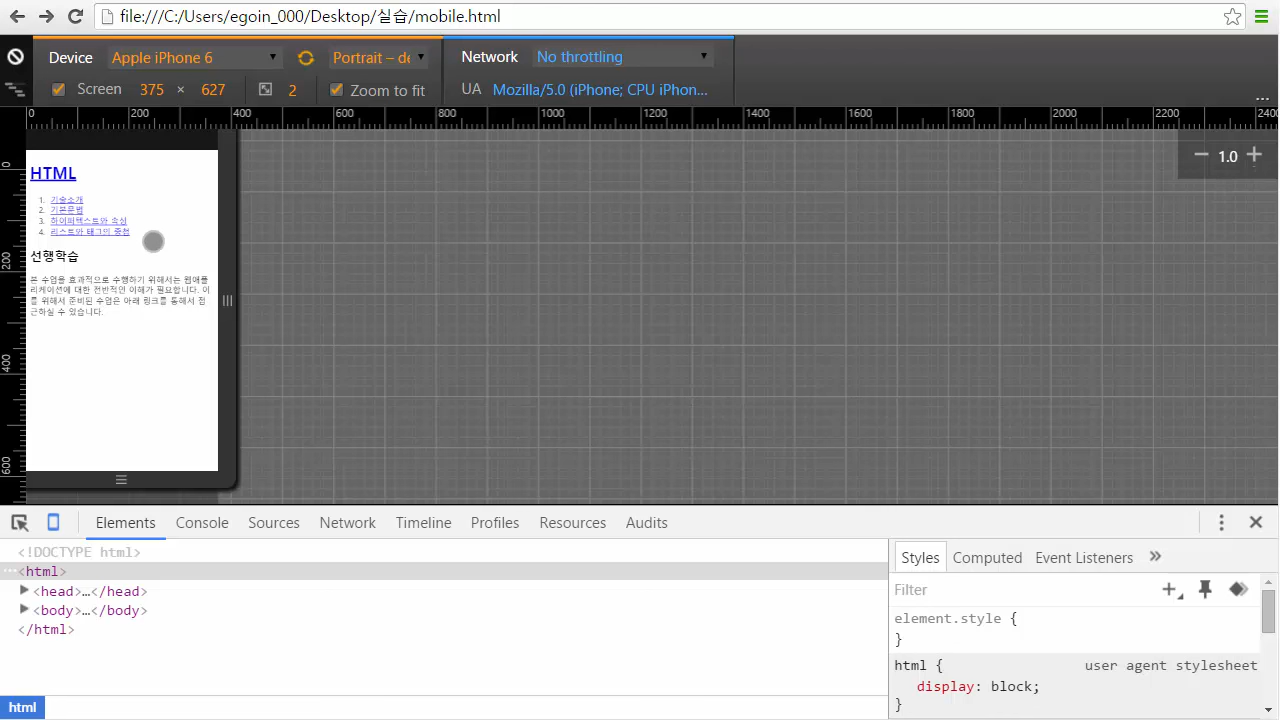 file:///C:/Users/egoin_000/Desktop/실습/mobile.html
Device Apple iPhone 6 Portrait – de Network No throttling
Screen 375 × 627 2 Zoom to fit UA Mozilla/5.0 (iPhone; CPU iPhon... ...
0 200 400 600 800 1000 1200 1400 1600 1800 2000 2200 2400
0
200
400
600
1.0
HTML
1. 기술소개
2. 기본문법
3. 하이퍼텍스트와 속성
4. 리스트와 태그의 중첩
선행학습
본 수업을 효과적으로 수행하기 위해서는 웹애플
리케이션에 대한 전반적인 이해가 필요합니다. 이
를 위해서 준비된 수업은 아래 링크를 통해서 접
근하실 수 있습니다.
Elements Console Sources Network Timeline Profiles Resources Audits
<!DOCTYPE html>
<html>
<head>…</head>
<body>…</body>
</html>
html
Styles Computed Event Listeners »
Filter
element.style {
}
html { user agent stylesheet
display: block;
}